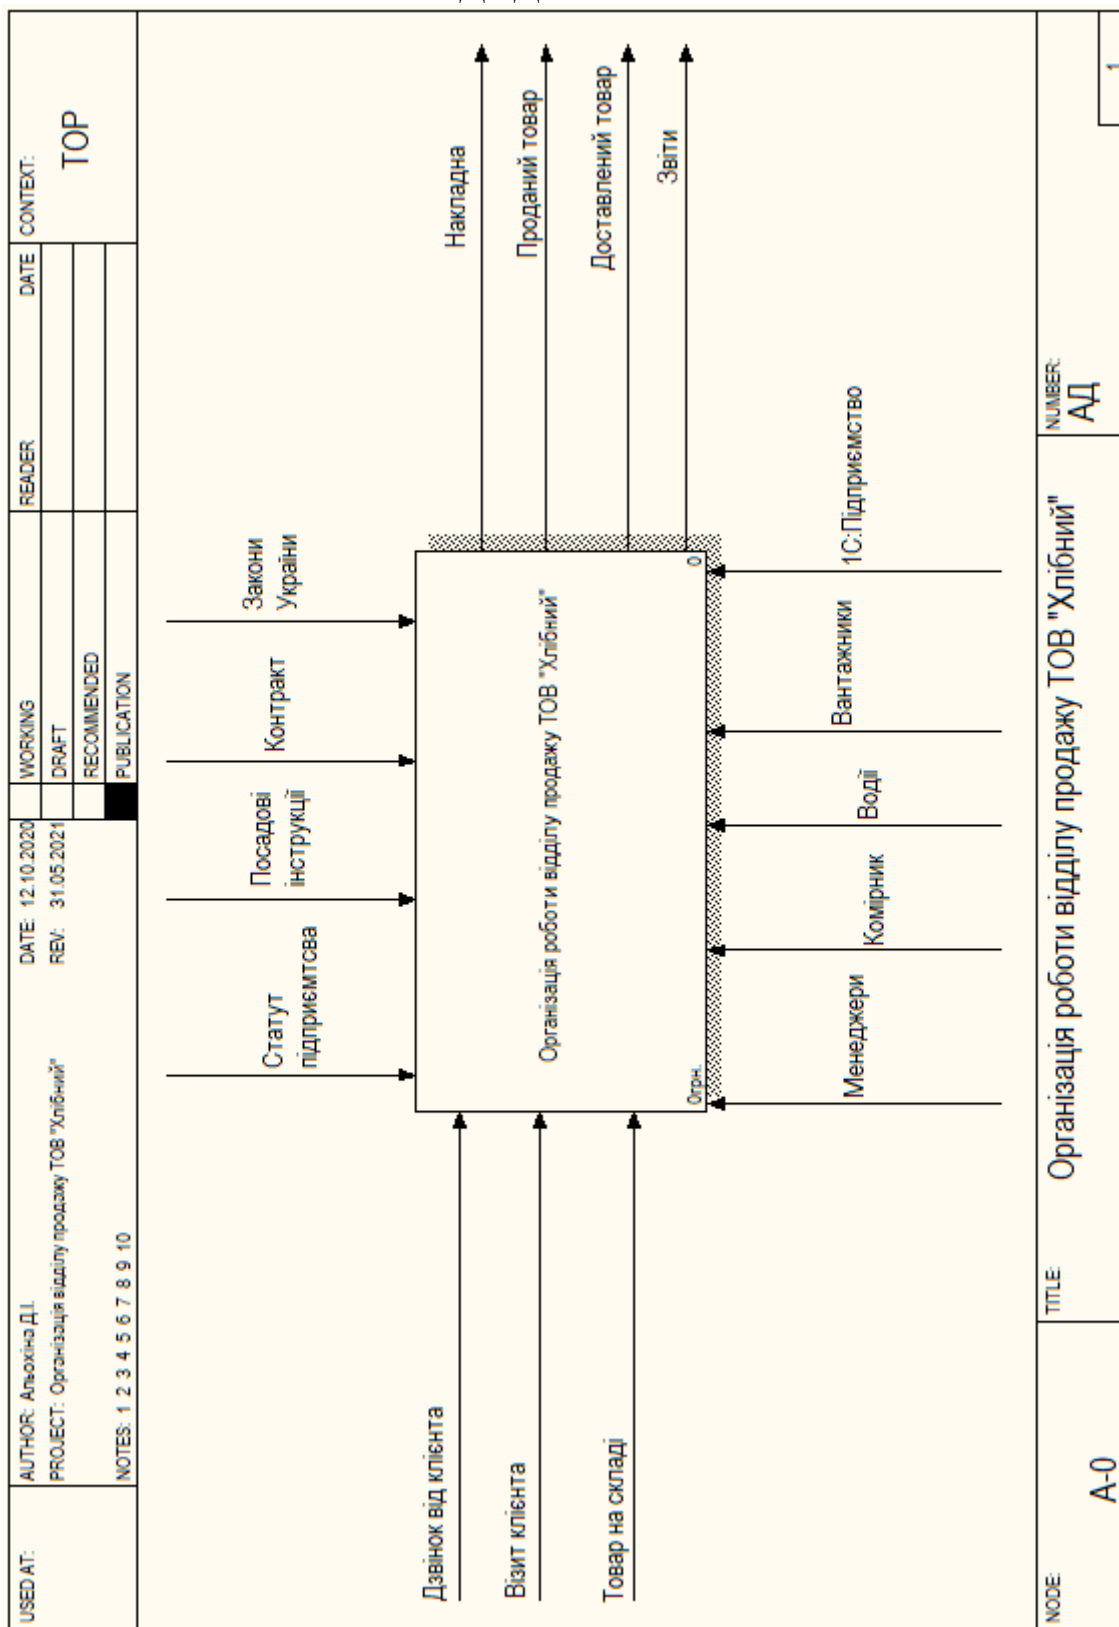 USED AT:
AUTHOR: Альохіна Д.І.
DATE: 12.10.2020
PROJECT: Організація відділу продажу ТОВ "Хлібний"
REV: 31.05.2021
NOTES: 1 2 3 4 5 6 7 8 9 10
WORKING
DRAFT
RECOMMENDED
PUBLICATION
READER
DATE
CONTEXT:
TOP
Статут
підприємтсва
Посадові
інструкції
Контракт
Закони
України
Дзвінок від клієнта
Візит клієнта
Товар на складі
Організація роботи відділу продажу ТОВ "Хлібний"
0грн.
0
Накладна
Проданий товар
Доставлений товар
Звіти
Менеджери
Комірник
Водії
Вантажники
1С:Підприємство
NODE:
A-0
TITLE:
Організація роботи відділу продажу ТОВ "Хлібний"
NUMBER:
АД
1